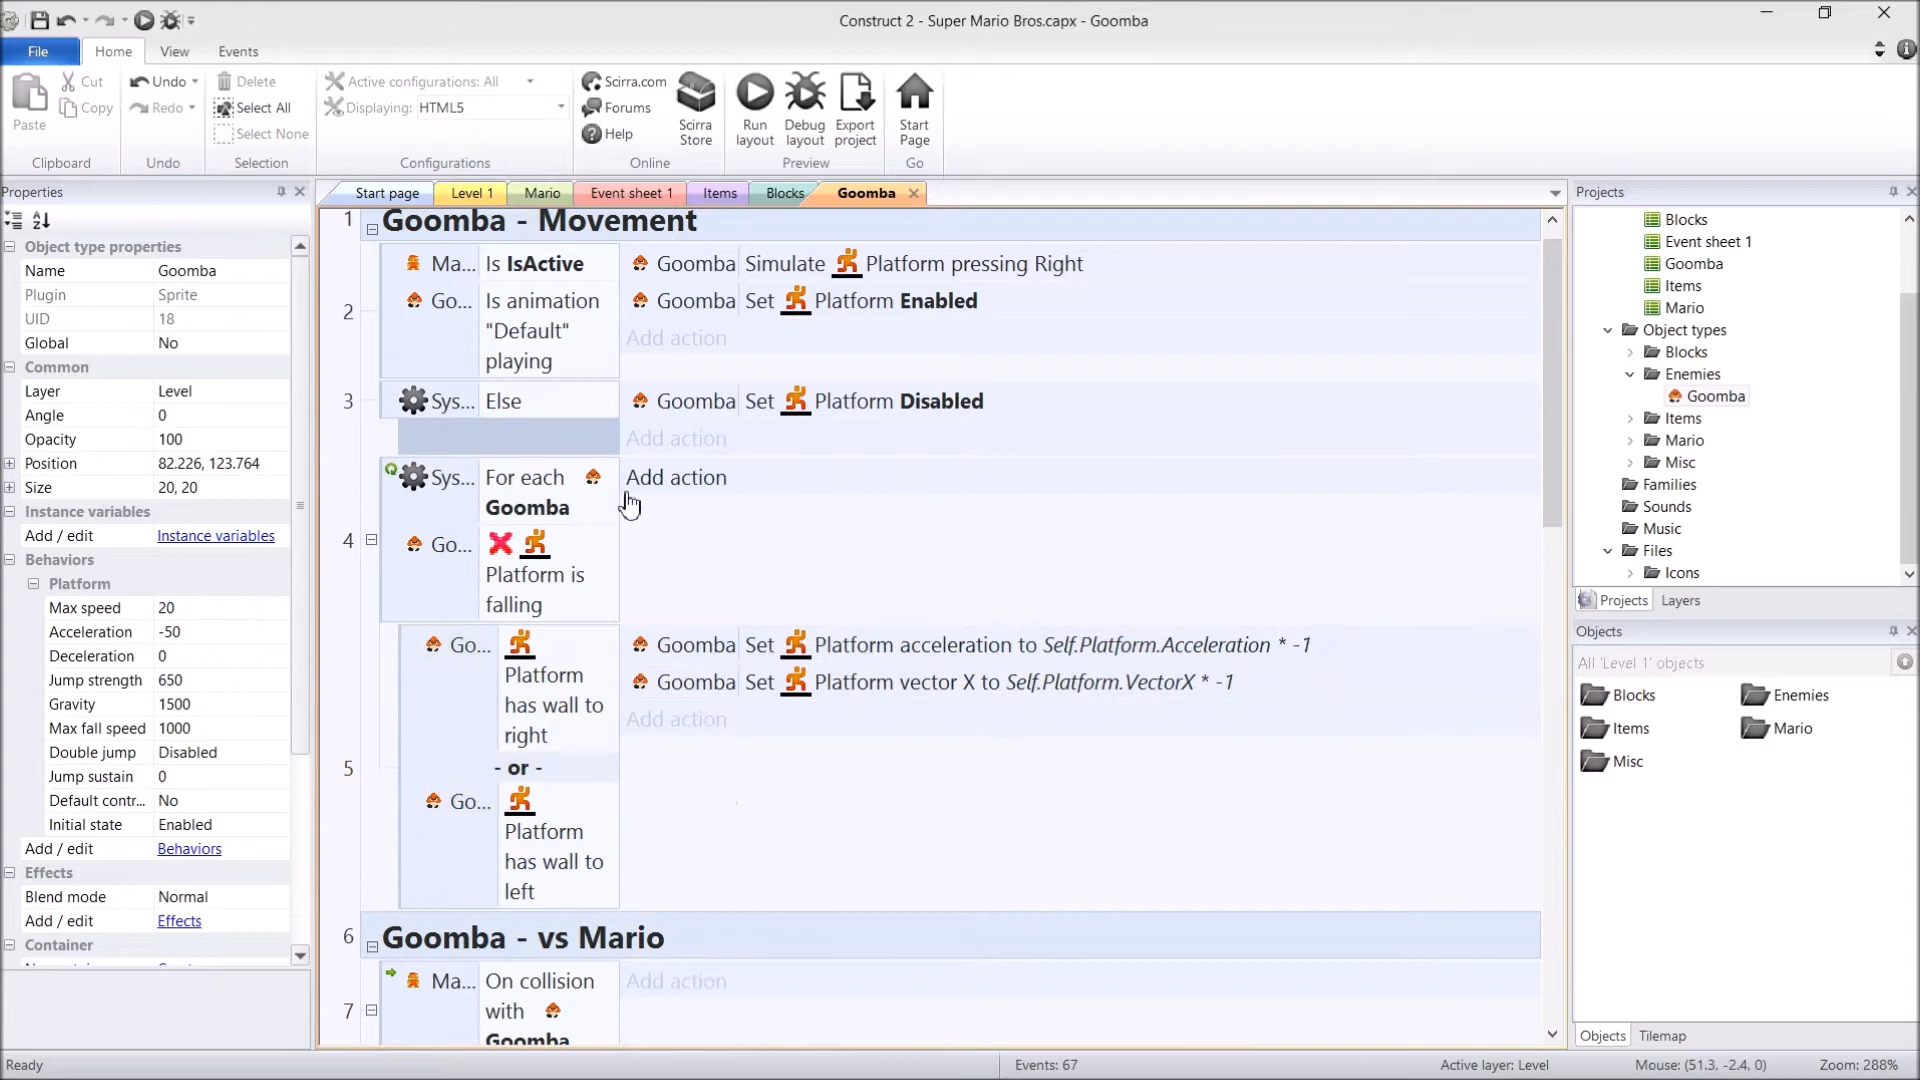 Construct 2 - Super Mario Bros.capx - Goomba
File
Home
View
Events
Paste
Cut
Copy
Clipboard
Undo
Redo
Undo
Delete
Select All
Select None
Selection
Active configurations: All
Displaying: HTML5
Configurations
Scirra.com
Forums
Help
Scirra
Store
Online
Run
layout
Debug
layout
Export
project
Preview
Start
Page
Go
Properties
Object type properties
Name Goomba
Plugin Sprite
UID 18
Global No
Common
Layer Level
Angle 0
Opacity 100
Position 82.226, 123.764
Size 20, 20
Instance variables
Add / edit Instance variables
Behaviors
Platform
Max speed 20
Acceleration -50
Deceleration 0
Jump strength 650
Gravity 1500
Max fall speed 1000
Double jump Disabled
Jump sustain 0
Default contr... No
Initial state Enabled
Add / edit Behaviors
Effects
Blend mode Normal
Add / edit Effects
Container
Start page
Level 1
Mario
Event sheet 1
Items
Blocks
Goomba
1 Goomba - Movement
Ma... Is IsActive
Goomba Simulate Platform pressing Right
2
Go... Is animation
"Default"
playing
Goomba Set Platform Enabled
Add action
3
Sys... Else
Goomba Set Platform Disabled
Add action
Sys... For each
Goomba
Add action
4
Go...
Platform is
falling
Go...
Platform
has wall to
right
Goomba Set Platform acceleration to Self.Platform.Acceleration * -1
Goomba Set Platform vector X to Self.Platform.VectorX * -1
Add action
5
- or -
Go...
Platform
has wall to
left
6 Goomba - vs Mario
7
Ma... On collision
with
Goomba
Add action
Projects
Blocks
Event sheet 1
Goomba
Items
Mario
Object types
Blocks
Enemies
Goomba
Items
Mario
Misc
Families
Sounds
Music
Files
Icons
Projects
Layers
Objects
All 'Level 1' objects
Blocks
Enemies
Items
Mario
Misc
Objects
Tilemap
Ready
Events: 67
Active layer: Level
Mouse: (51.3, -2.4, 0)
Zoom: 288%